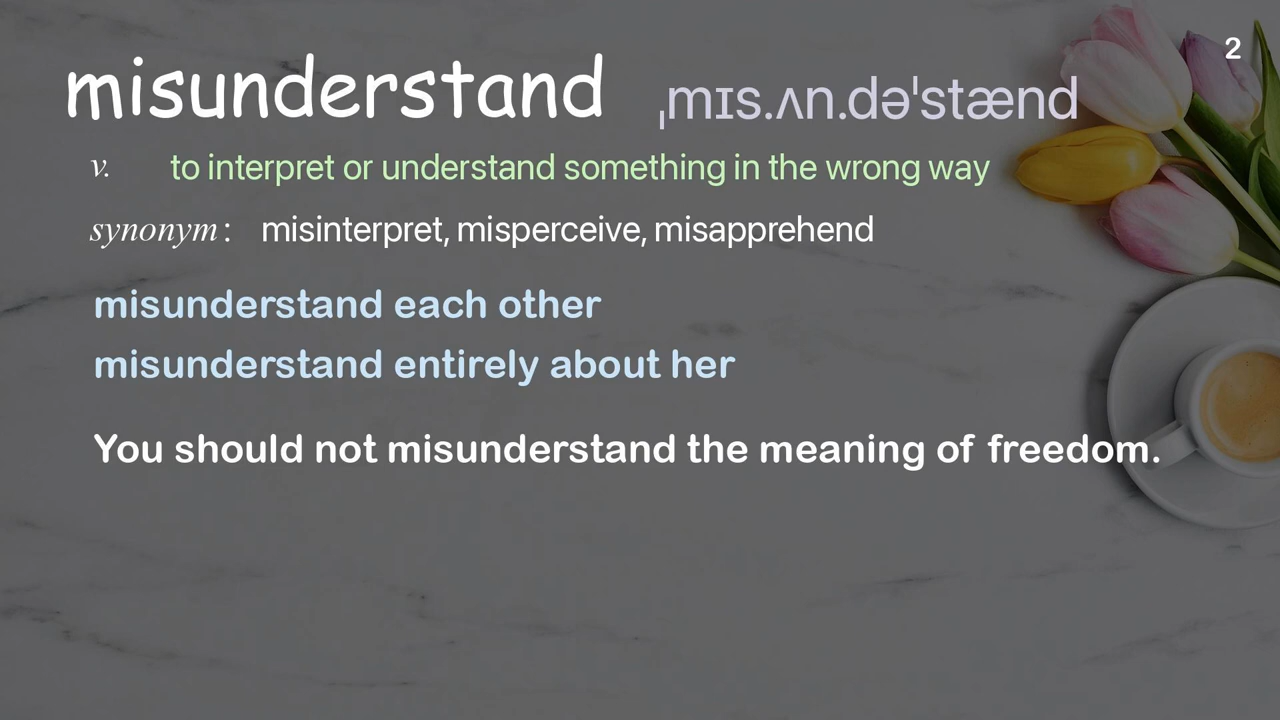 2
misunderstand ˌmɪs.ʌn.dəˈstænd
v. to interpret or understand something in the wrong way
synonym : misinterpret, misperceive, misapprehend
misunderstand each other
misunderstand entirely about her
You should not misunderstand the meaning of freedom.